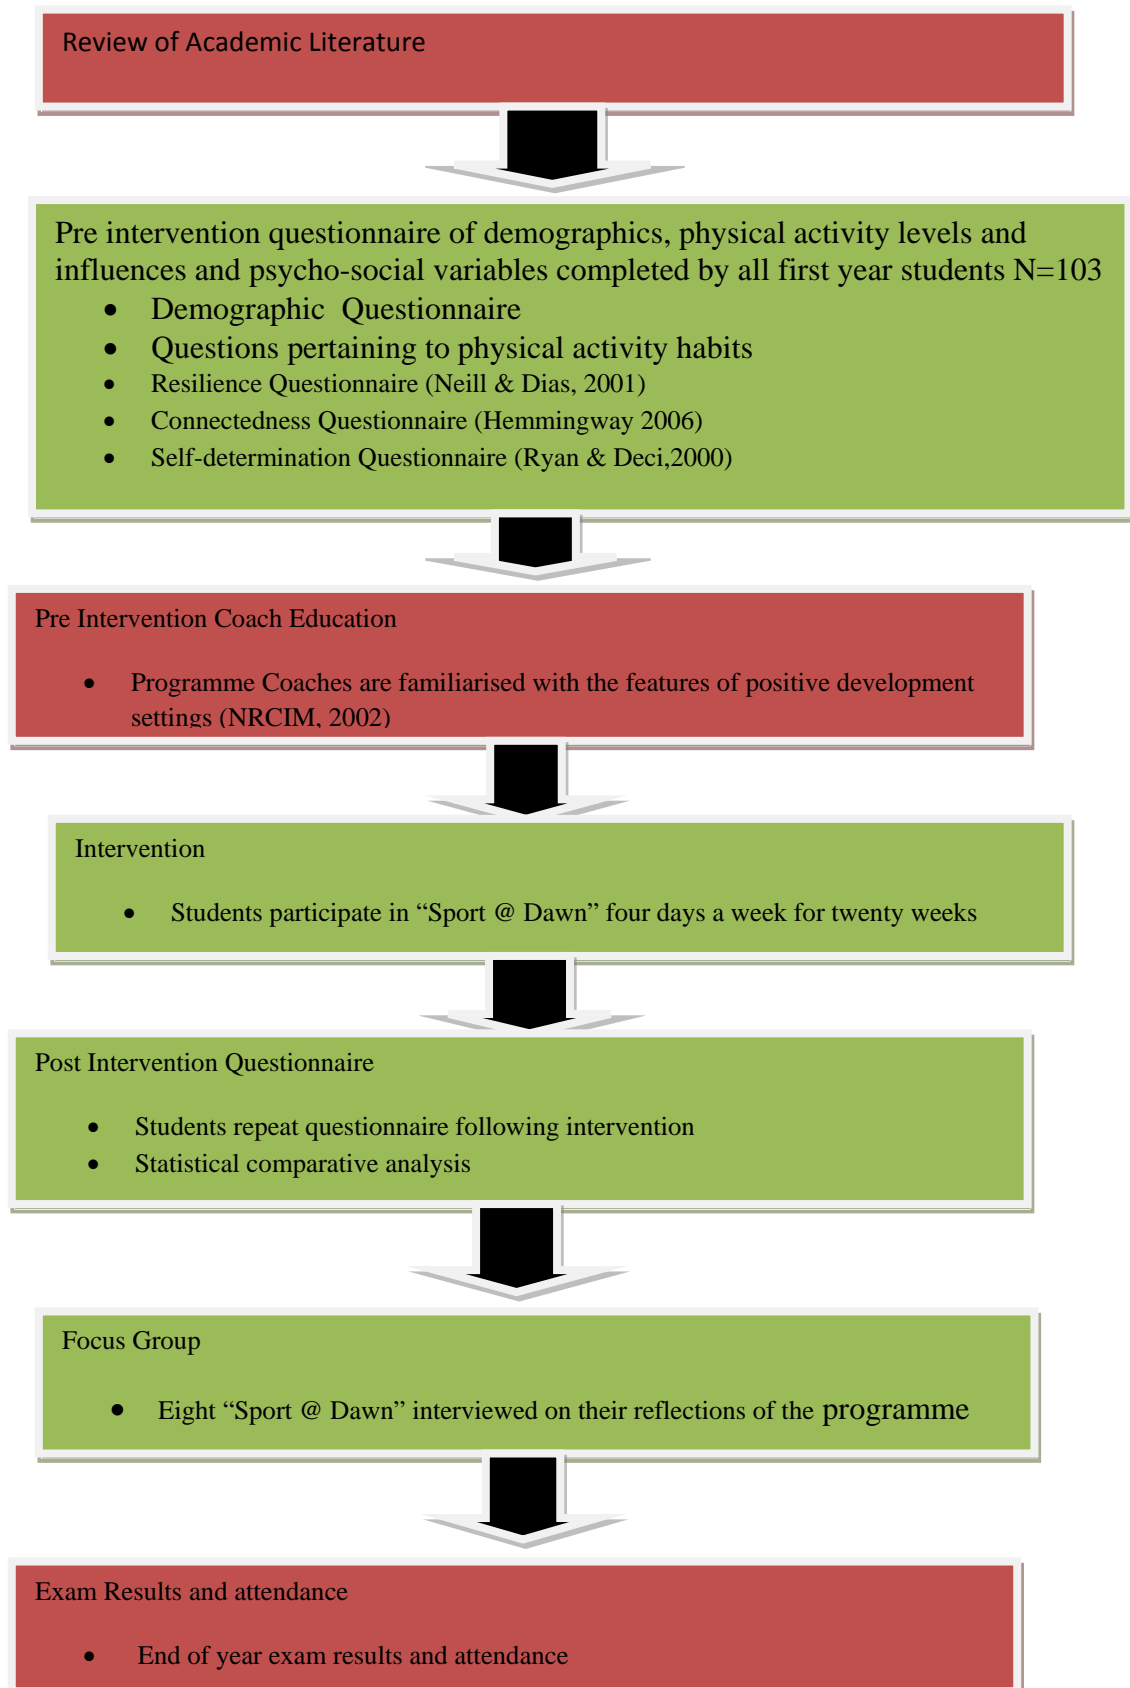 Review of Academic Literature
Pre intervention questionnaire of demographics, physical activity levels and
influences and psycho-social variables completed by all first year students N=103
• Demographic Questionnaire
• Questions pertaining to physical activity habits
• Resilience Questionnaire (Neill & Dias, 2001)
• Connectedness Questionnaire (Hemmingway 2006)
• Self-determination Questionnaire (Ryan & Deci,2000)
Pre Intervention Coach Education
• Programme Coaches are familiarised with the features of positive development
settings (NRCIM, 2002)
Intervention
• Students participate in “Sport @ Dawn” four days a week for twenty weeks
Post Intervention Questionnaire
• Students repeat questionnaire following intervention
• Statistical comparative analysis
Focus Group
• Eight “Sport @ Dawn” interviewed on their reflections of the programme
Exam Results and attendance
• End of year exam results and attendance